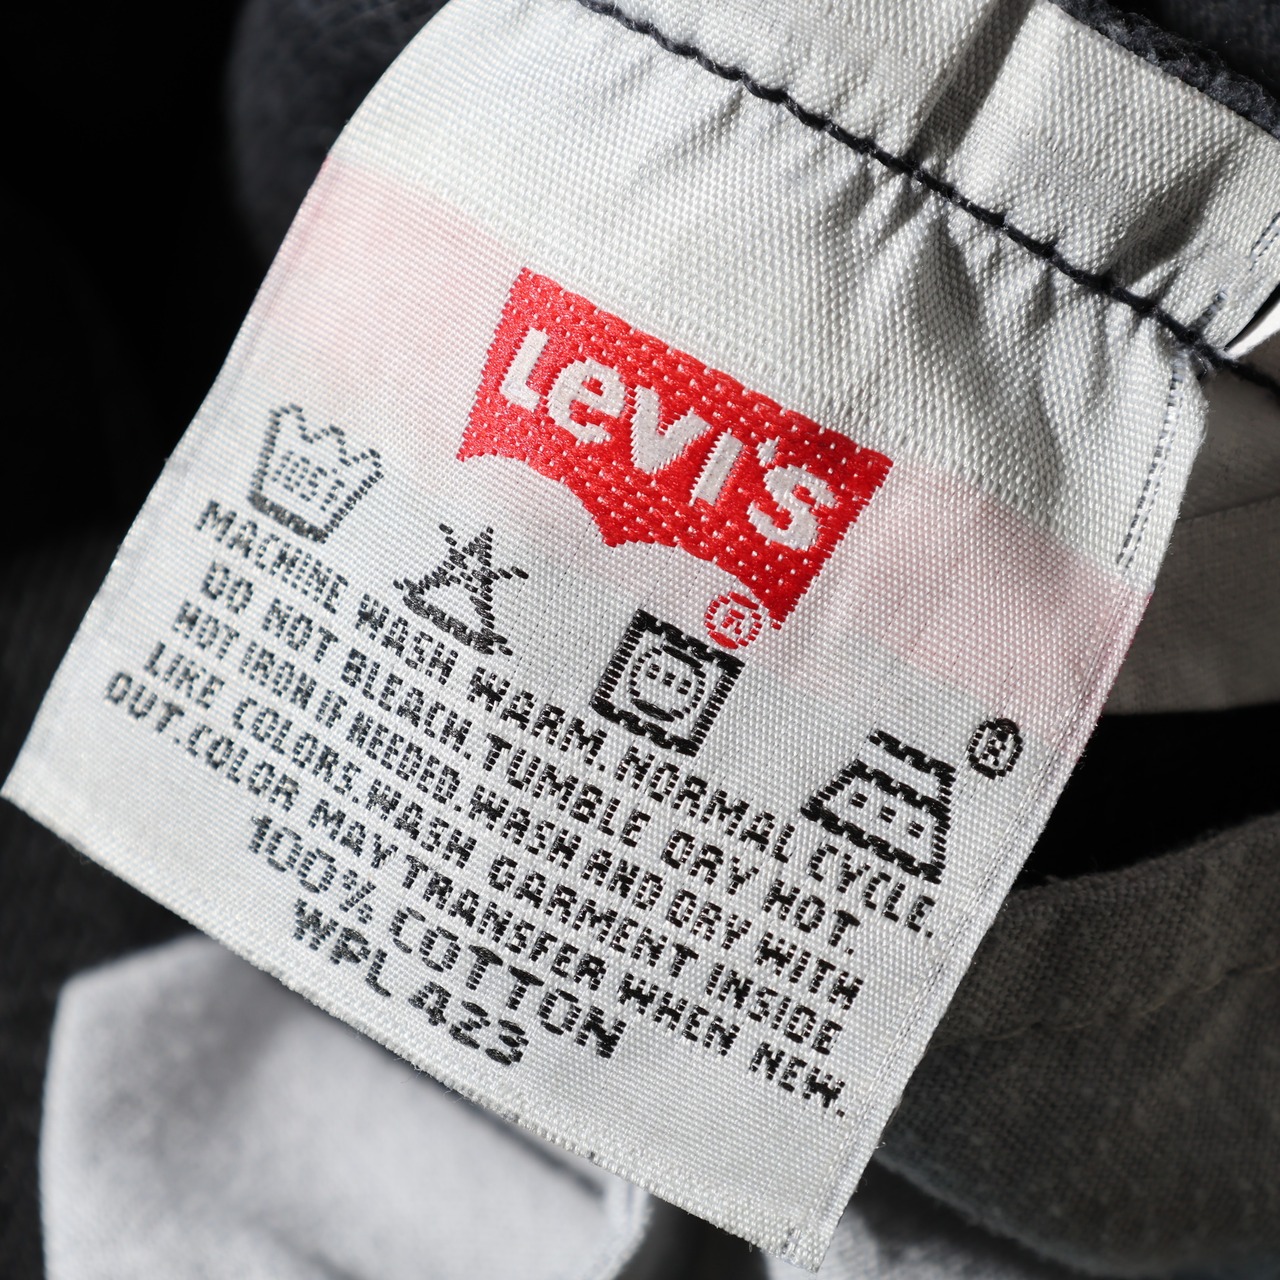 Levi's
®
105F
®
MACHINE WASH WARM. NORMAL CYCLE.
DO NOT BLEACH. TUMBLE DRY HOT.
HOT IRON IF NEEDED. WASH AND DRY WITH
LIKE COLORS. WASH GARMENT INSIDE
OUT. COLOR MAY TRANSFER WHEN NEW.
100% COTTON
WPL 423